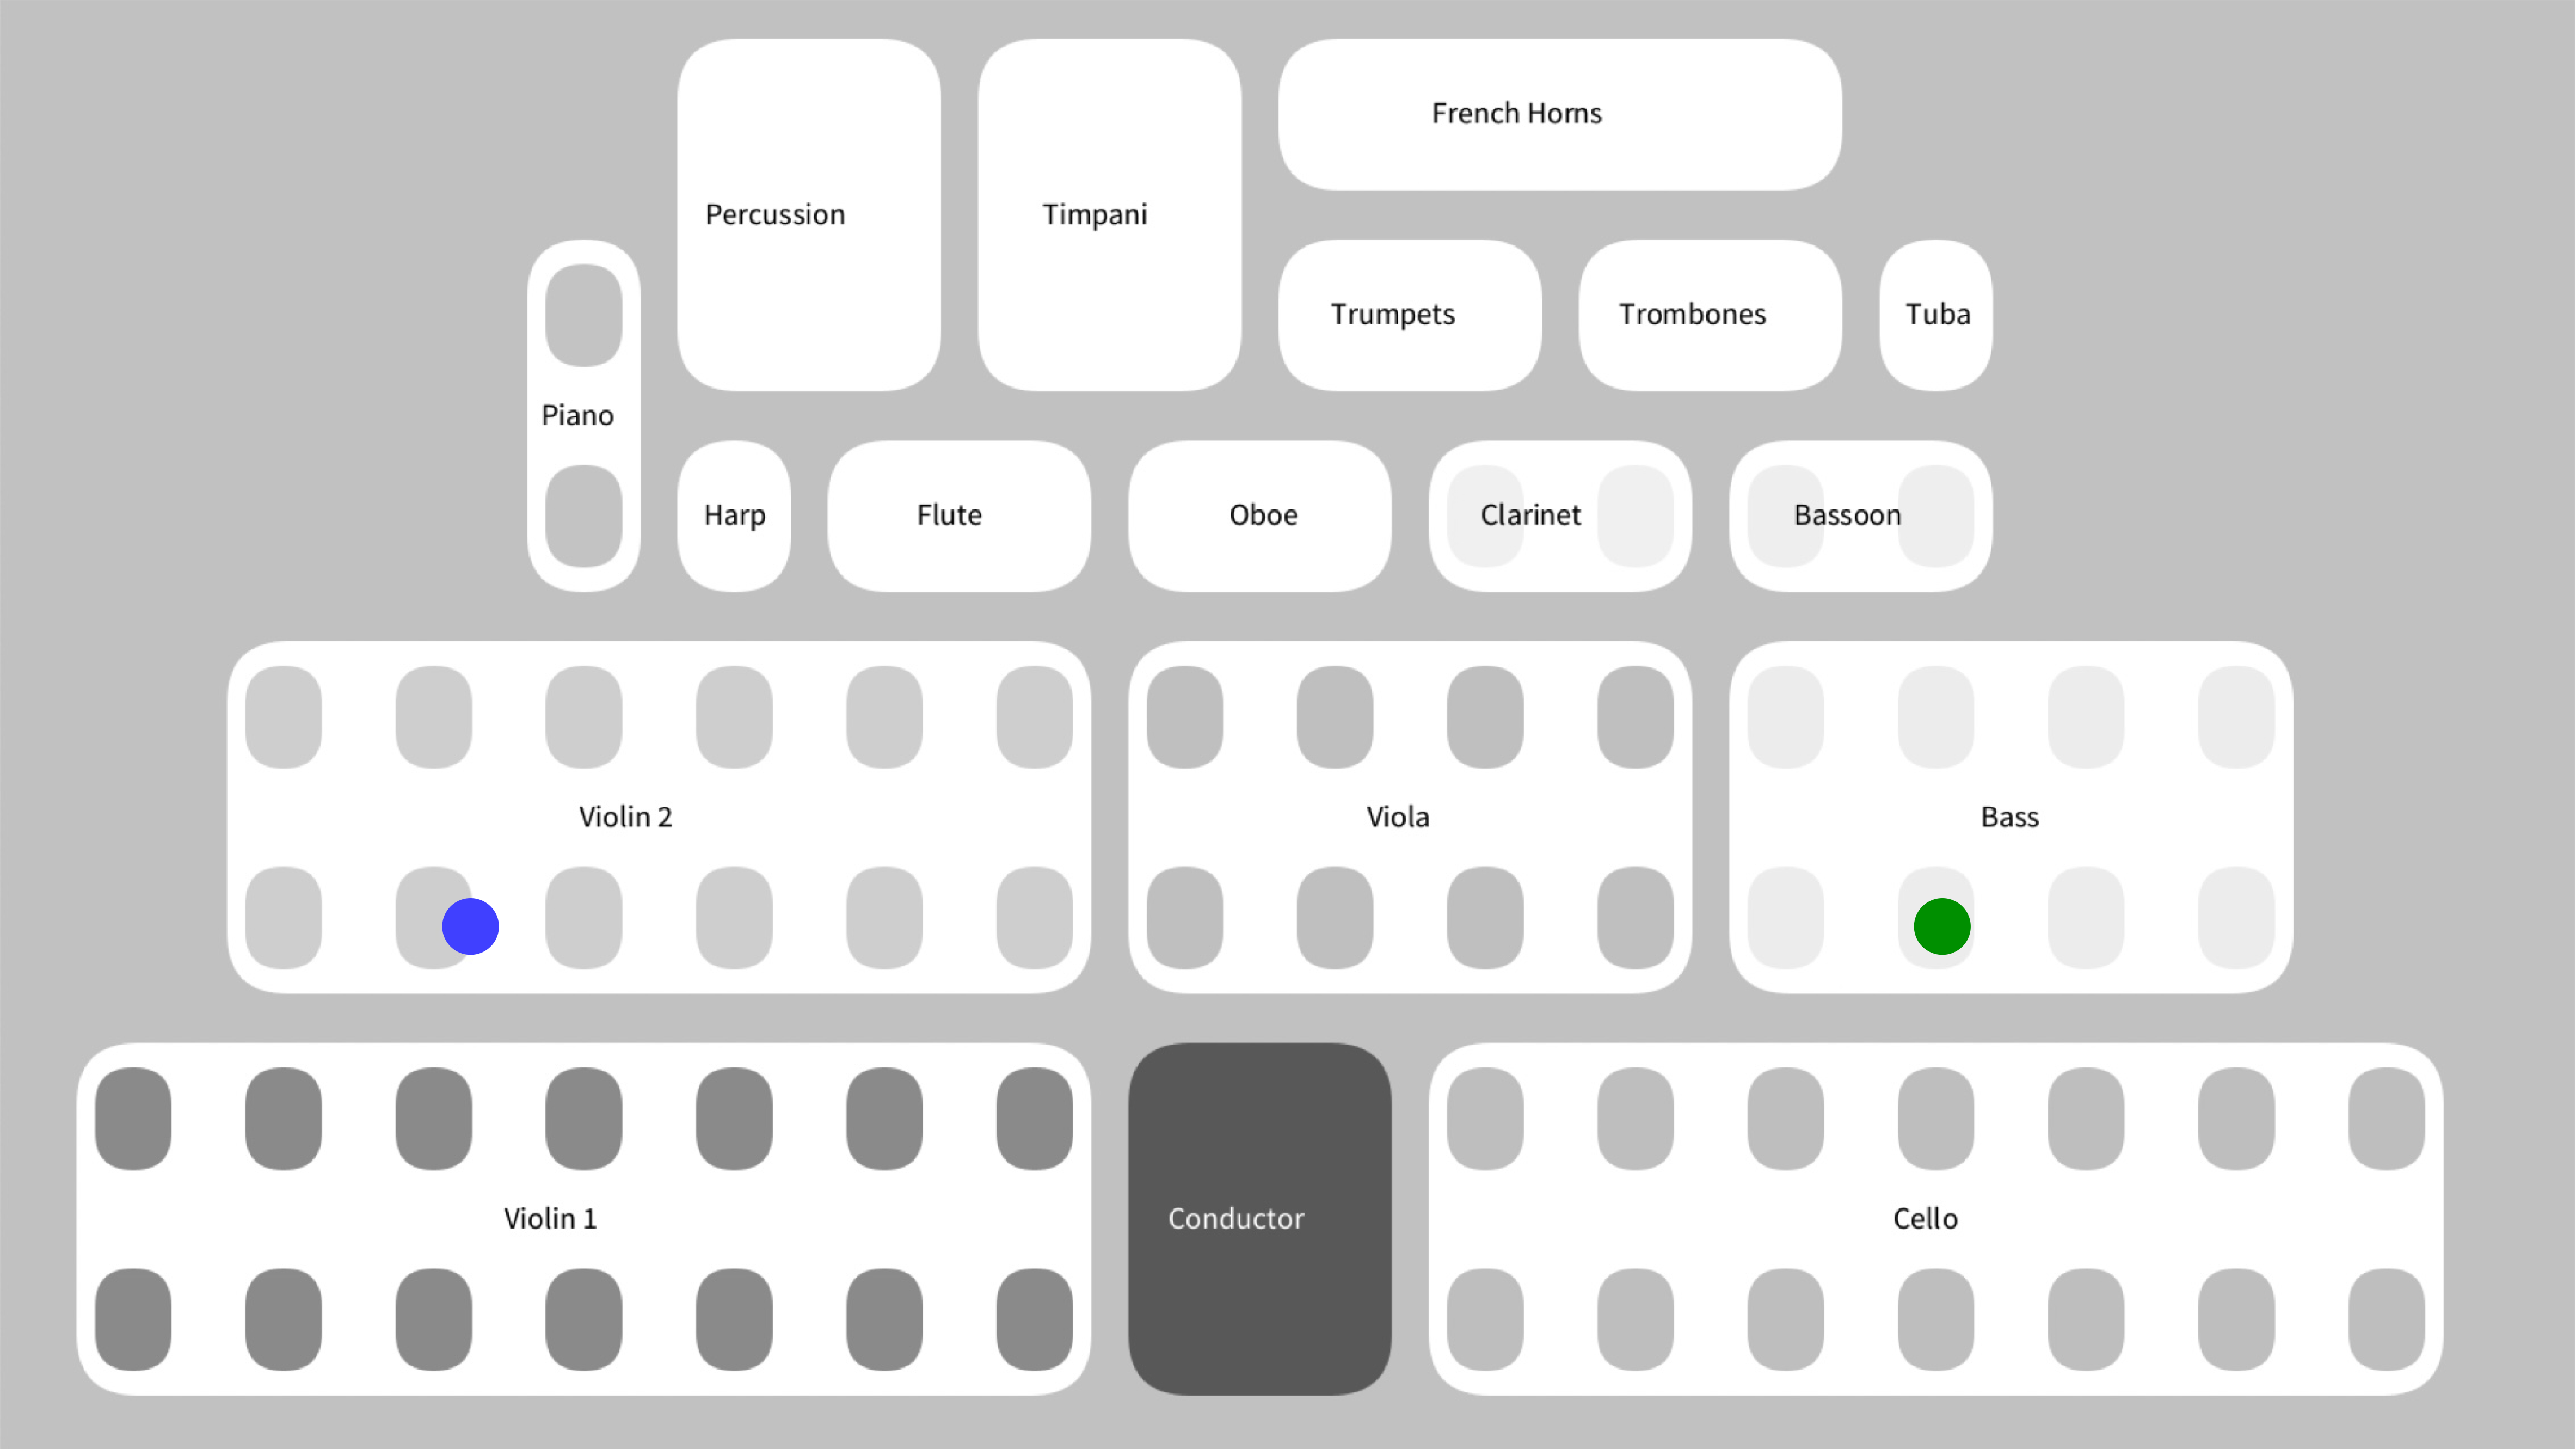 French Horns
Percussion
Timpani
Trumpets
Trombones
Tuba
Piano
Harp
Flute
Oboe
Clarinet
Bassoon
Violin 2
Viola
Bass
Violin 1
Conductor
Cello